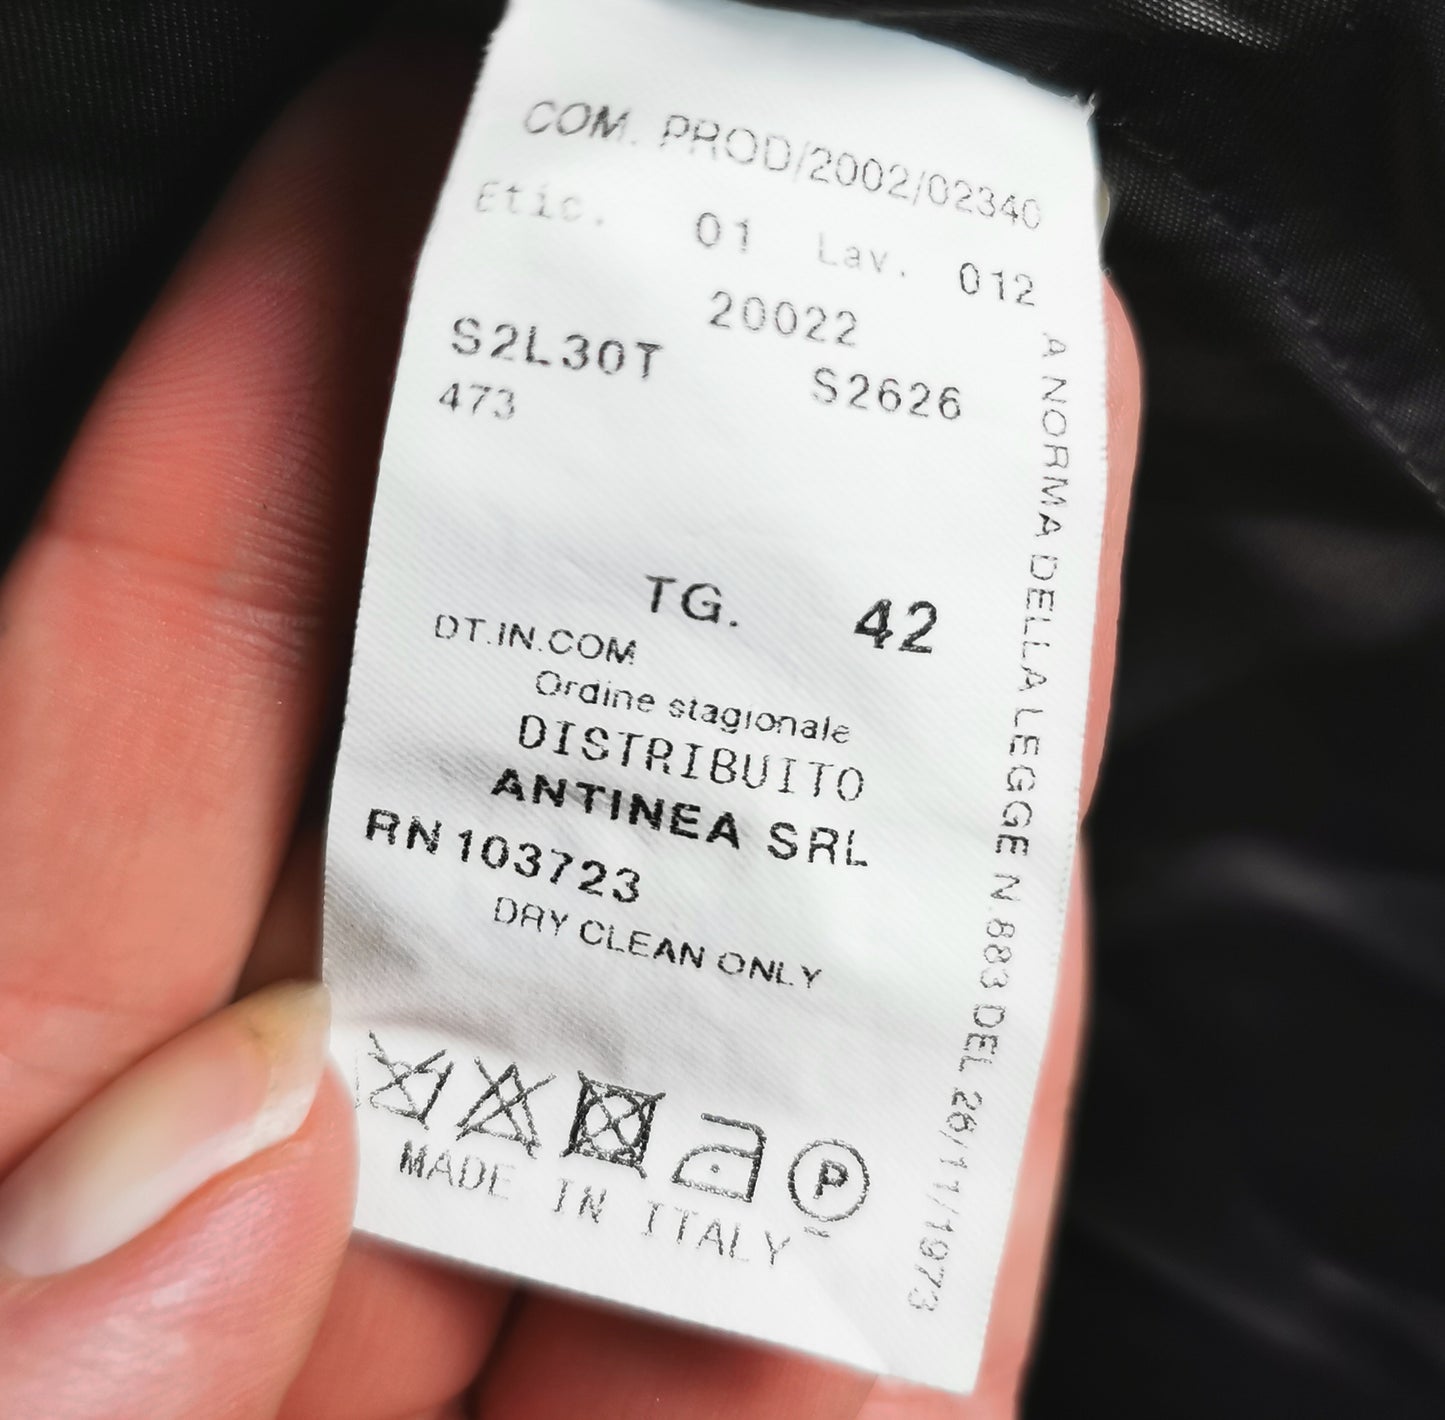 COM. PROD/2002/02340
Etic. 01 Lav. 012
20022
S2L30T S2626
473
TG. 42
DT.IN.COM
Ordine stagionale
DISTRIBUITO
ANTINEA SRL
RN 103723
DRY CLEAN ONLY
P
MADE IN ITALY"
A NORMA DELLA LEGGE N.883 DEL 26/11/1973